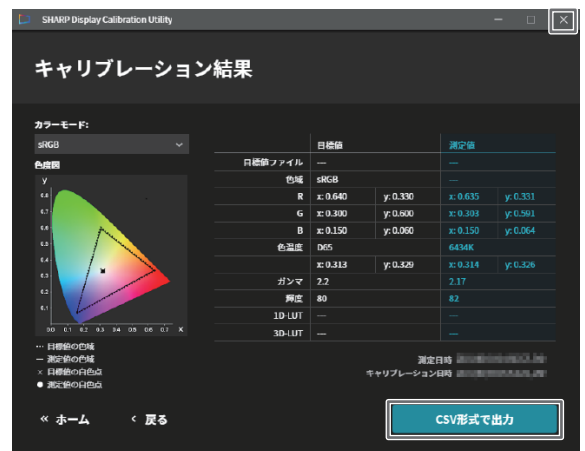 SHARP Display Calibration Utility
キャリブレーション結果
カラーモード:
sRGB
色度図
y
0.8
0.7
0.6
0.5
0.4
0.3
0.2
0.1
0.0 0.1 0.2 0.3 0.4 0.5 0.6 0.7 X
··· 目標値の色域
— 測定値の色域
× 目標値の白色点
● 測定値の白色点
目標値 測定値
目標値ファイル --- ---
色域 sRGB ---
R x: 0.640 y: 0.330 x: 0.635 y: 0.331
G x: 0.300 y: 0.600 x: 0.303 y: 0.591
B x: 0.150 y: 0.060 x: 0.150 y: 0.064
色温度 D65 6434K
x: 0.313 y: 0.329 x: 0.314 y: 0.326
ガンマ 2.2 2.17
輝度 80 82
1D-LUT --- ---
3D-LUT --- ---
測定日時
キャリブレーション日時
« ホーム ‹ 戻る CSV形式で出力